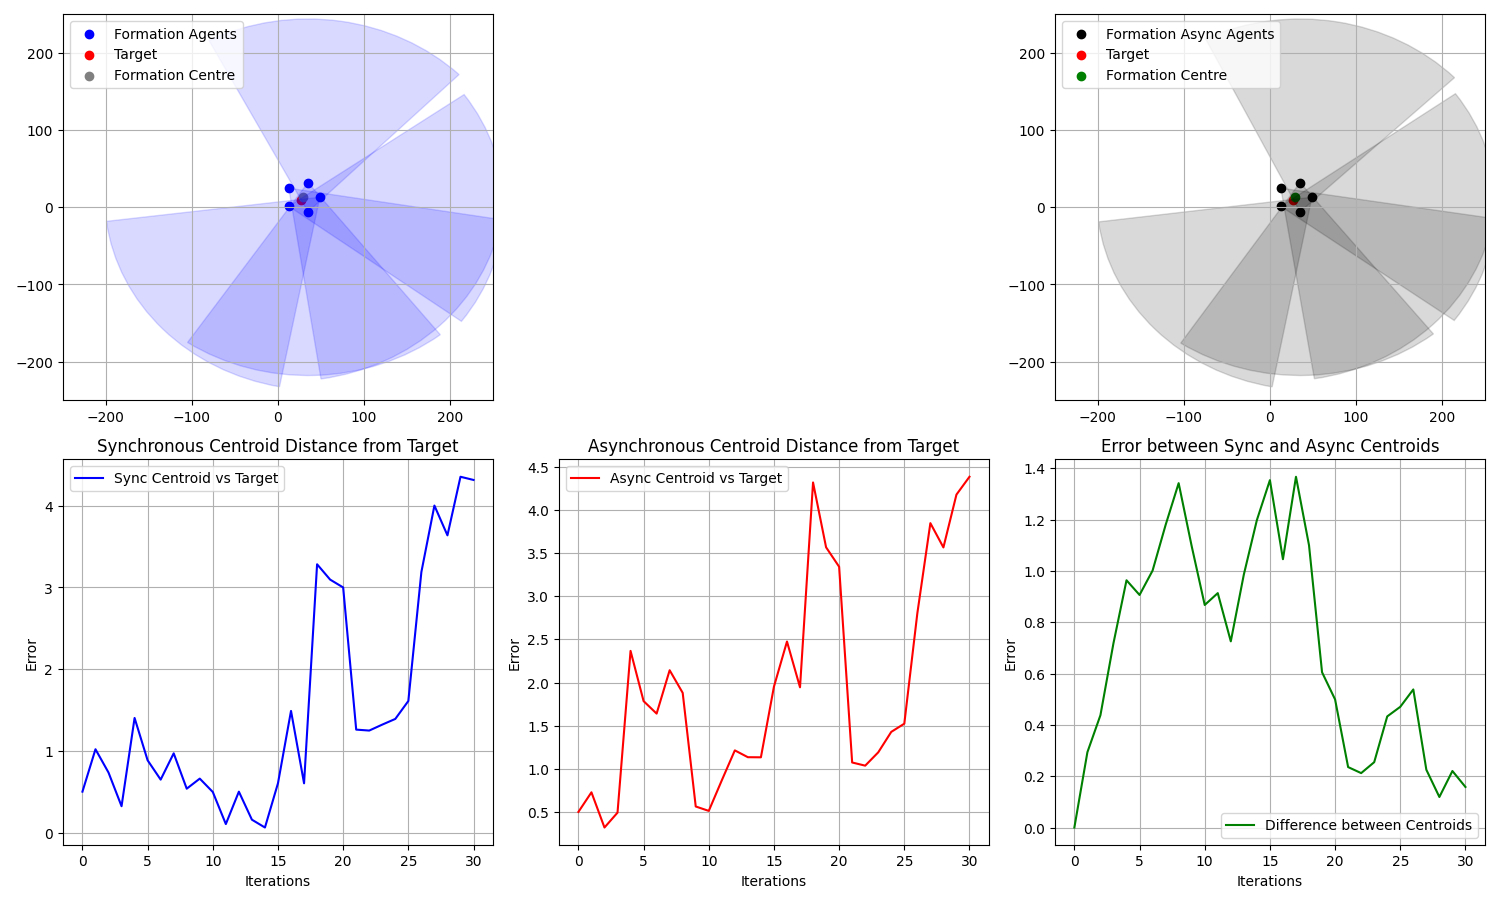 Formation Agents
Target
Formation Centre
200
100
0
−100
−200
−200 −100 0 100 200
Formation Async Agents
Target
Formation Centre
200
100
0
−100
−200
−200 −100 0 100 200
Synchronous Centroid Distance from Target
Sync Centroid vs Target
Error
4
3
2
1
0
0 5 10 15 20 25 30
Iterations
Asynchronous Centroid Distance from Target
Async Centroid vs Target
Error
4.5
4.0
3.5
3.0
2.5
2.0
1.5
1.0
0.5
0 5 10 15 20 25 30
Iterations
Error between Sync and Async Centroids
Error
1.4
1.2
1.0
0.8
0.6
0.4
0.2
0.0
Difference between Centroids
0 5 10 15 20 25 30
Iterations